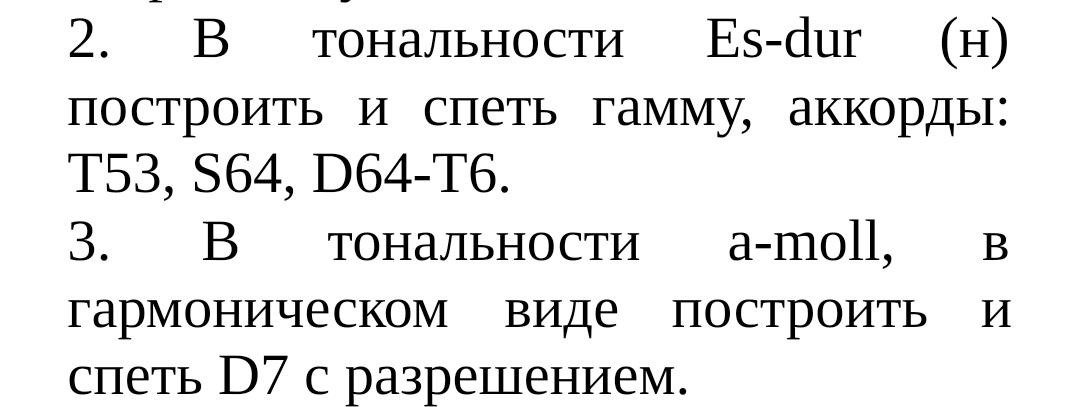 2. В тональности Es-dur (н)
построить и спеть гамму, аккорды:
Т53, S64, D64-T6.
3. В тональности a-moll, в
гармоническом виде построить и
спеть D7 с разрешением.